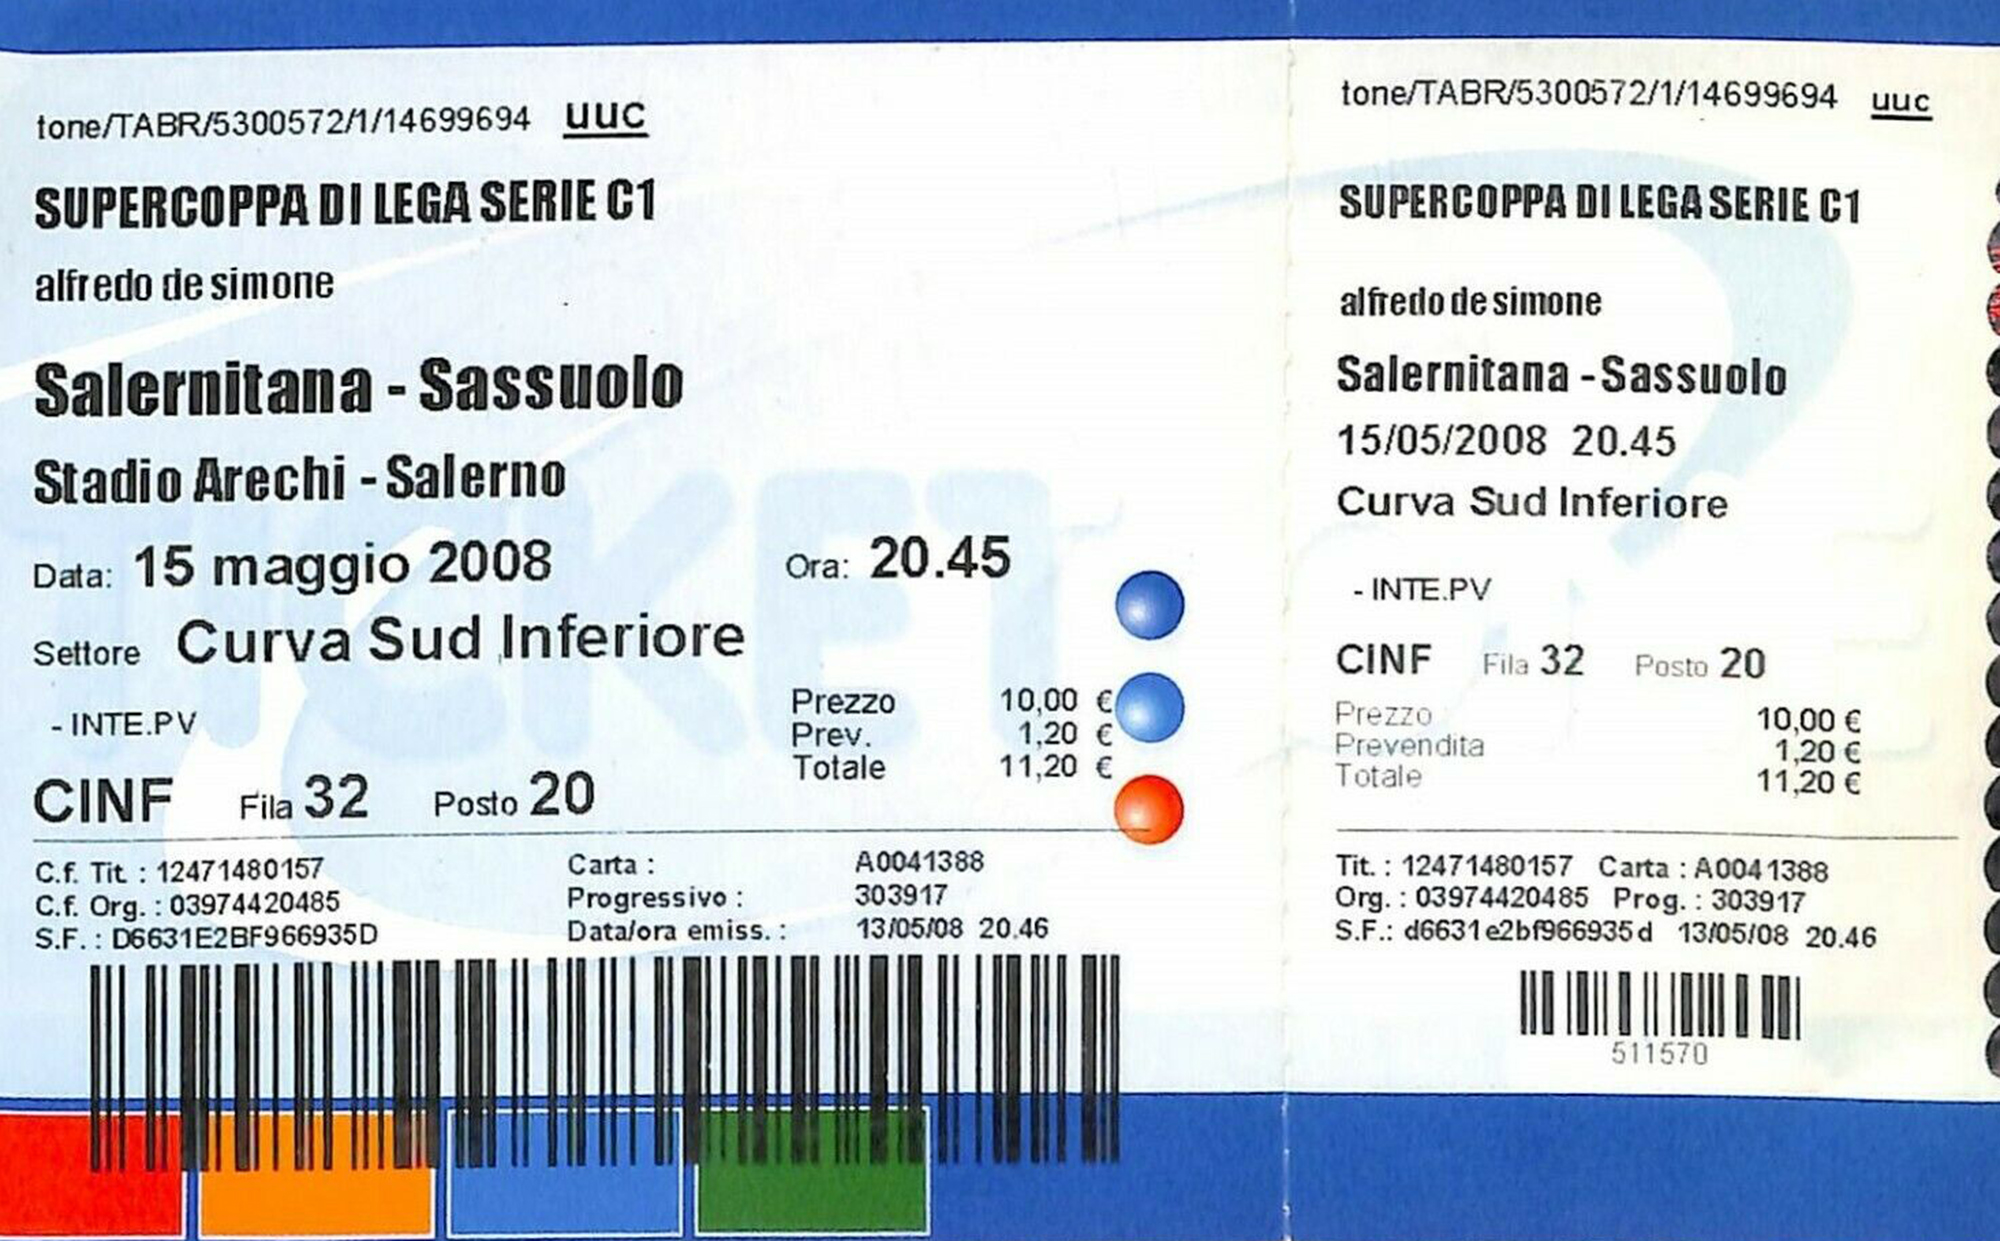 tone/TABR/5300572/1/14699694 uuc
SUPERCOPPA DI LEGA SERIE C1
alfredo de simone
Salernitana - Sassuolo
Stadio Arechi - Salerno
Data: 15 maggio 2008 Ora: 20.45
Settore Curva Sud Inferiore
- INTE.PV
Prezzo 10,00 €
Prev. 1,20 €
Totale 11,20 €
CINF Fila 32 Posto 20
C.f. Tit. : 12471480157 Carta : A0041388
C.f. Org. : 03974420485 Progressivo : 303917
S.F. : D6631E2BF966935D Data/ora emiss. : 13/05/08 20.46
TICKET
tone/TABR/5300572/1/14699694 uuc
SUPERCOPPA DI LEGA SERIE C1
alfredo de simone
Salernitana - Sassuolo
15/05/2008 20.45
Curva Sud Inferiore
- INTE.PV
CINF Fila 32 Posto 20
Prezzo 10,00 €
Prevendita 1,20 €
Totale 11,20 €
Tit. : 12471480157 Carta : A0041388
Org. : 03974420485 Prog. : 303917
S.F.: d6631e2bf966935d 13/05/08 20.46
511570